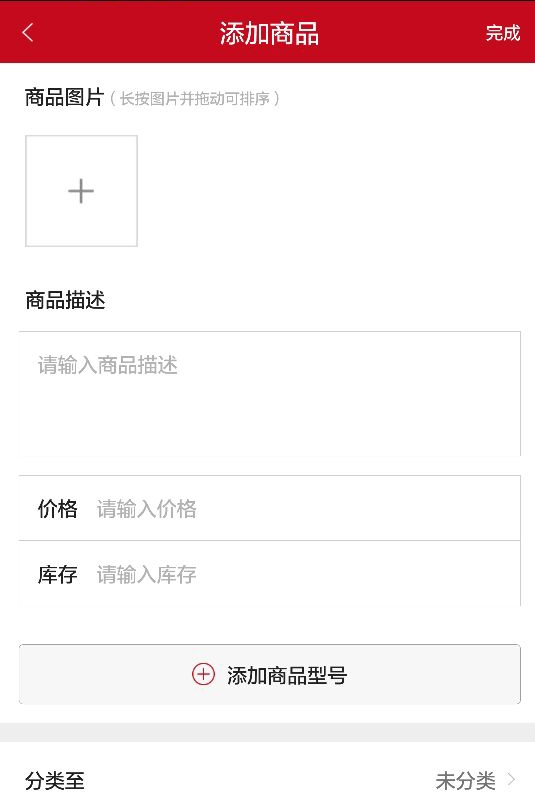 添加商品 完成
商品图片（长按图片并拖动可排序）
商品描述
请输入商品描述
价格 请输入价格
库存 请输入库存
添加商品型号
分类至 未分类